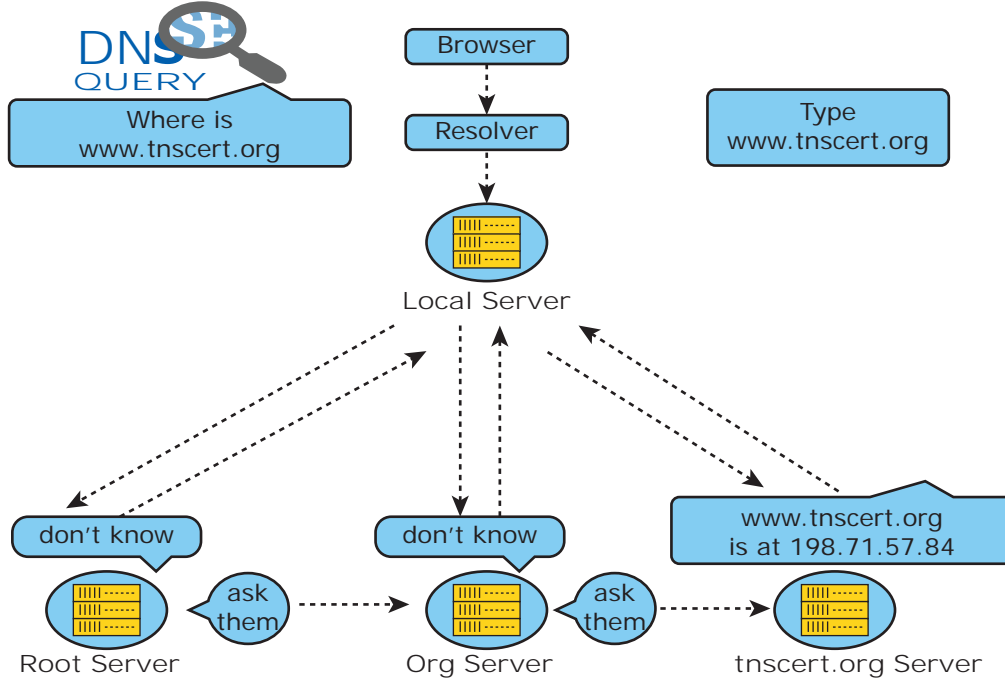 DNS
SE
QUERY
Where is
www.tnscert.org
Browser
Resolver
Type
www.tnscert.org
Local Server
don't know
don't know
www.tnscert.org
is at 198.71.57.84
ask
them
ask
them
Root Server
Org Server
tnscert.org Server